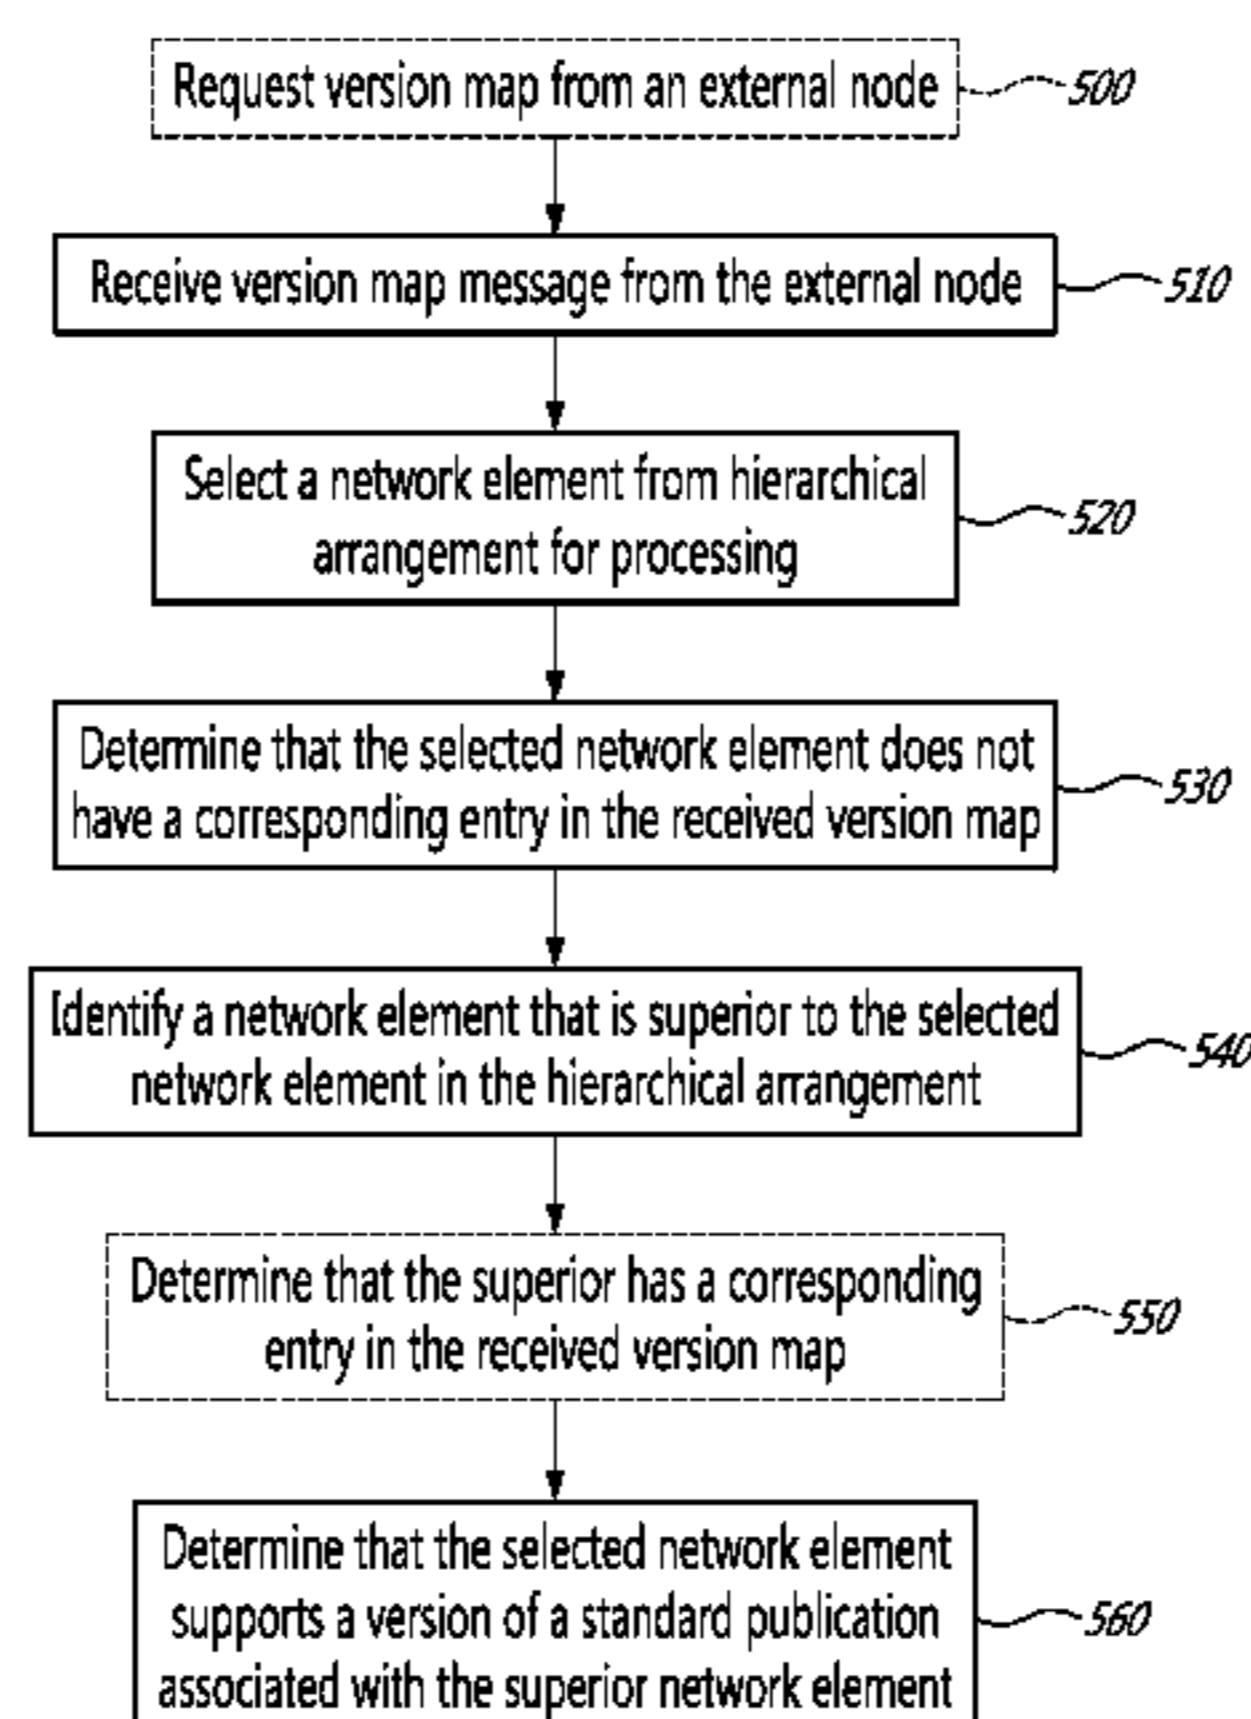 Request version map from an external node
500
Receive version map message from the external node
510
Select a network element from hierarchical
arrangement for processing
520
Determine that the selected network element does not
have a corresponding entry in the received version map
530
Identify a network element that is superior to the selected
network element in the hierarchical arrangement
540
Determine that the superior has a corresponding
entry in the received version map
550
Determine that the selected network element
supports a version of a standard publication
associated with the superior network element
560